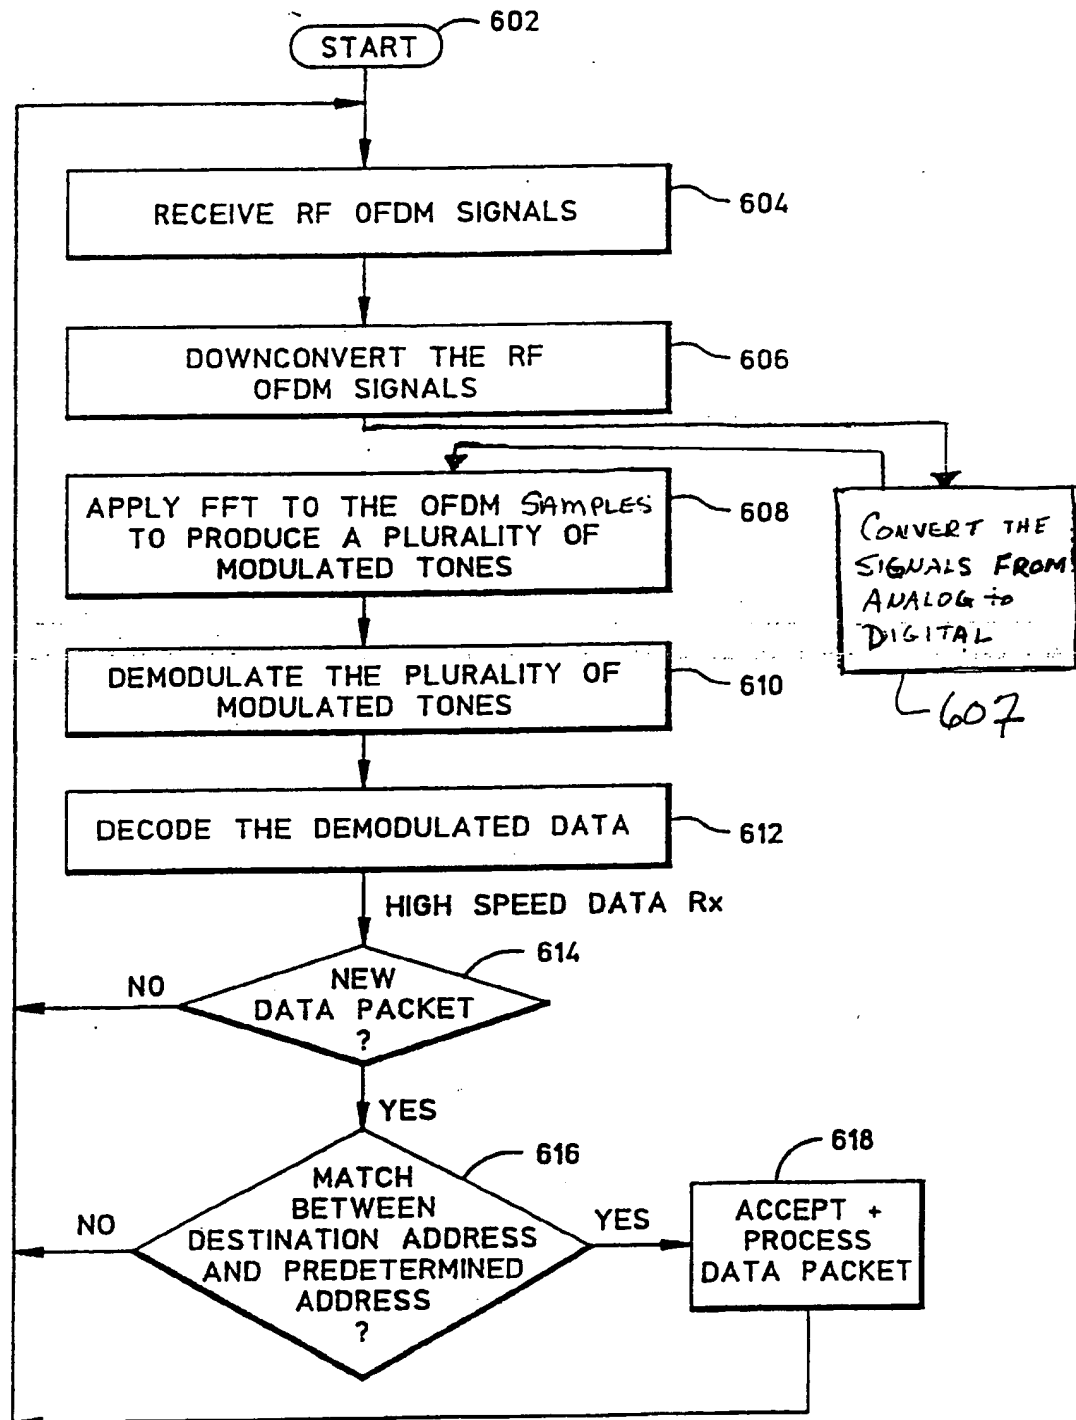 602
START
RECEIVE RF OFDM SIGNALS
604
DOWNCONVERT THE RF
OFDM SIGNALS
606
CONVERT THE
SIGNALS FROM
ANALOG to
DIGITAL
607
APPLY FFT TO THE OFDM SAMPLES
TO PRODUCE A PLURALITY OF
MODULATED TONES
608
DEMODULATE THE PLURALITY OF
MODULATED TONES
610
DECODE THE DEMODULATED DATA
612
HIGH SPEED DATA Rx
614
NEW
DATA PACKET
?
NO
YES
616
MATCH
BETWEEN
DESTINATION ADDRESS
AND PREDETERMINED
ADDRESS
?
NO
YES
618
ACCEPT +
PROCESS
DATA PACKET